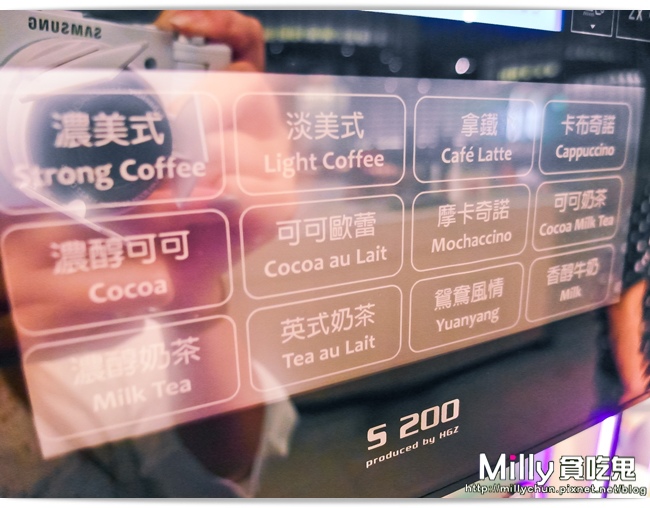 SAMSUNG
濃美式
Strong Coffee
淡美式
Light Coffee
拿鐵
Café Latte
卡布奇諾
Cappuccino
濃醇可可
Cocoa
可可歐蕾
Cocoa au Lait
摩卡奇諾
Mochaccino
可可奶茶
Cocoa Milk Tea
濃醇奶茶
Milk Tea
英式奶茶
Tea au Lait
鴛鴦風情
Yuanyang
香醇牛奶
Milk
S 200
produced by HGZ
Milly貪吃鬼
http://millychun.pixnet.net/blog